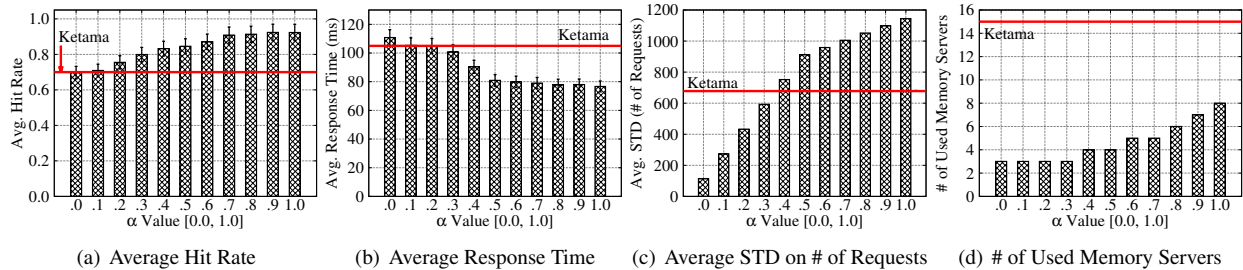 Avg. Hit Rate
1.0
0.8
0.6
0.4
0.2
0.0
Ketama
.0 .1 .2 .3 .4 .5 .6 .7 .8 .9 1.0
α Value [0.0, 1.0]
(a) Average Hit Rate
Avg. Response Time (ms)
120
100
80
60
40
20
0
Ketama
.0 .1 .2 .3 .4 .5 .6 .7 .8 .9 1.0
α Value [0.0, 1.0]
(b) Average Response Time
Avg. STD (# of Requests)
1200
1000
800
600
400
200
0
Ketama
.0 .1 .2 .3 .4 .5 .6 .7 .8 .9 1.0
α Value [0.0, 1.0]
(c) Average STD on # of Requests
# of Used Memory Servers
16
14
12
10
8
6
4
2
0
Ketama
.0 .1 .2 .3 .4 .5 .6 .7 .8 .9 1.0
α Value [0.0, 1.0]
(d) # of Used Memory Servers